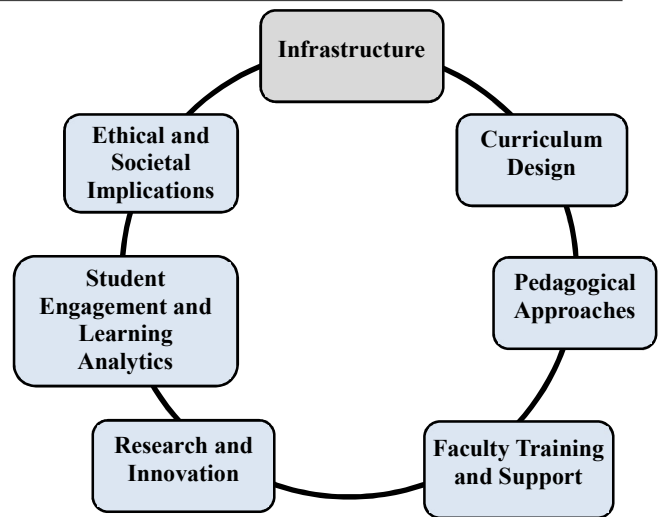 Infrastructure
Curriculum
Design
Pedagogical
Approaches
Faculty Training
and Support
Research and
Innovation
Student
Engagement and
Learning
Analytics
Ethical and
Societal
Implications